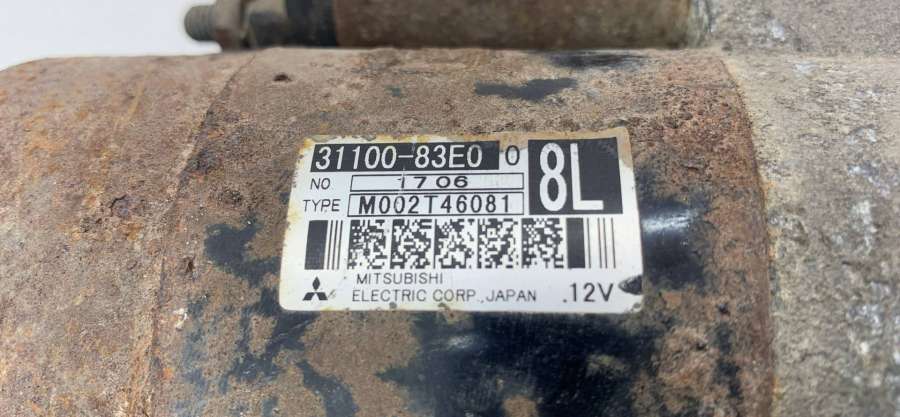 31100-83E0 0
8L
NO 1706
TYPE M002T46081
MITSUBISHI
ELECTRIC CORP., JAPAN .12V